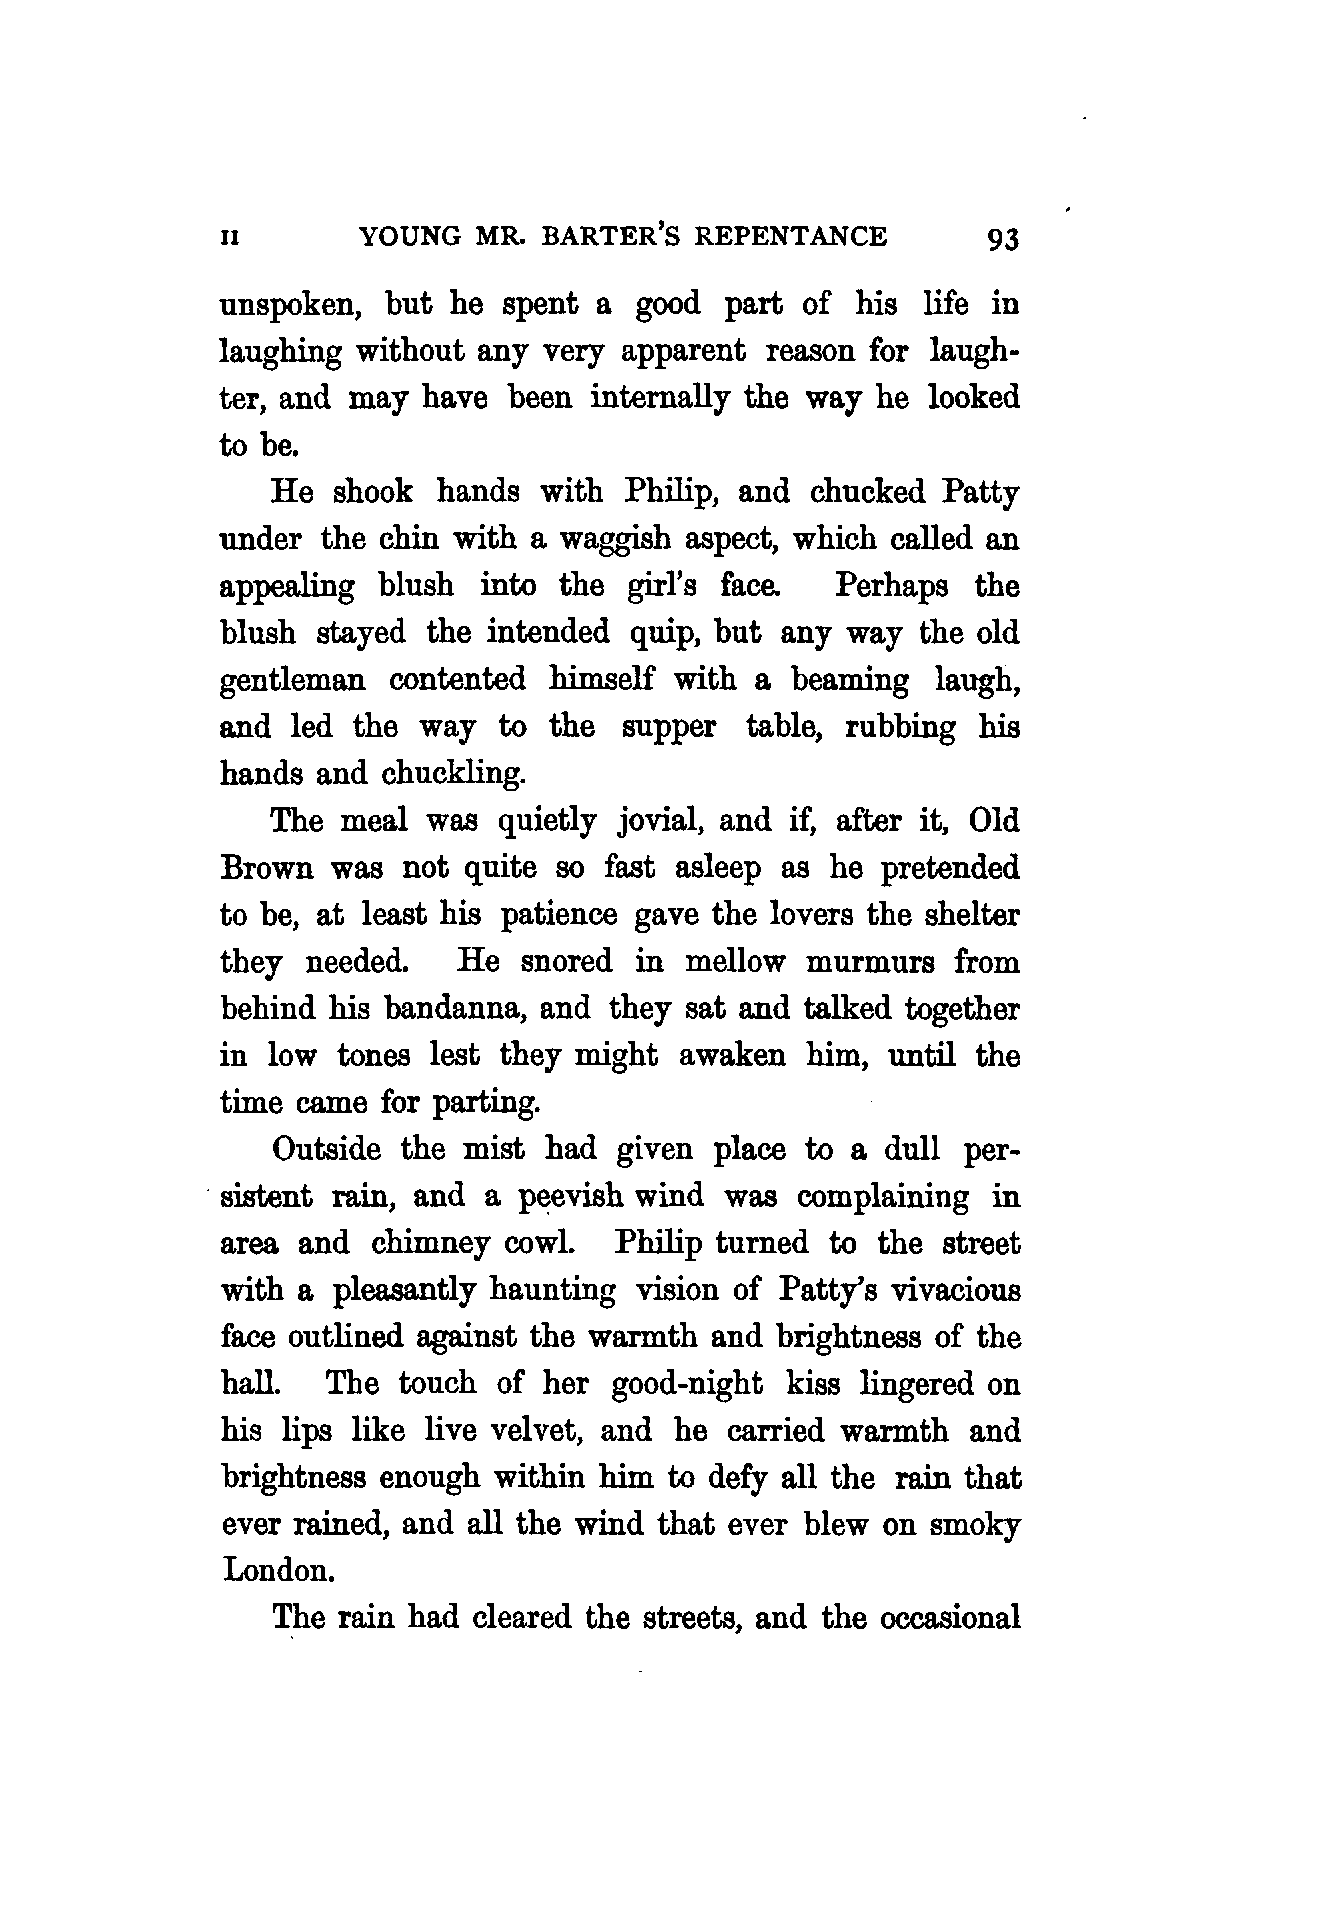 II YOUNG MR. BARTER'S REPENTANCE 93
unspoken, but he spent a good part of his life in
laughing without any very apparent reason for laugh-
ter, and may have been internally the way he looked
to be.
He shook hands with Philip, and chucked Patty
under the chin with a waggish aspect, which called an
appealing blush into the girl's face. Perhaps the
blush stayed the intended quip, but any way the old
gentleman contented himself with a beaming laugh,
and led the way to the supper table, rubbing his
hands and chuckling.
The meal was quietly jovial, and if, after it, Old
Brown was not quite so fast asleep as he pretended
to be, at least his patience gave the lovers the shelter
they needed. He snored in mellow murmurs from
behind his bandanna, and they sat and talked together
in low tones lest they might awaken him, until the
time came for parting.
Outside the mist had given place to a dull per-
sistent rain, and a peevish wind was complaining in
area and chimney cowl. Philip turned to the street
with a pleasantly haunting vision of Patty's vivacious
face outlined against the warmth and brightness of the
hall. The touch of her good-night kiss lingered on
his lips like live velvet, and he carried warmth and
brightness enough within him to defy all the rain that
ever rained, and all the wind that ever blew on smoky
London.
The rain had cleared the streets, and the occasional